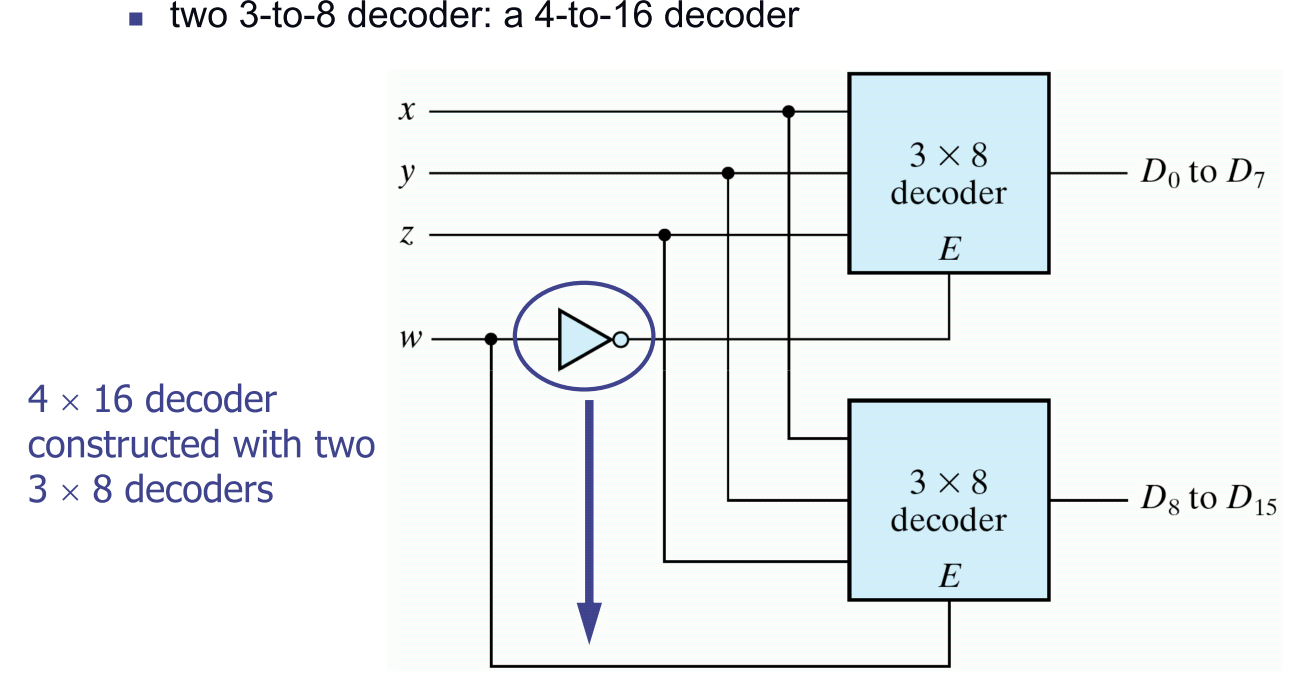 two 3-to-8 decoder: a 4-to-16 decoder
x
y
z
w
3 × 8
decoder
E
D₀ to D₇
4 × 16 decoder
constructed with two
3 × 8 decoders
3 × 8
decoder
E
D₈ to D₁₅